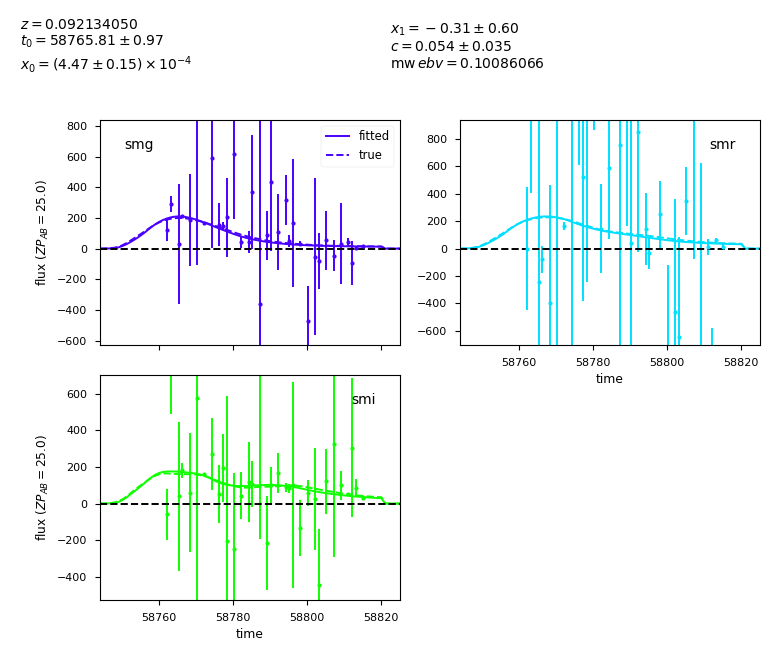 z = 0.092134050
t₀ = 58765.81 ± 0.97
x₀ = (4.47 ± 0.15) × 10⁻⁴
x₁ = −0.31 ± 0.60
c = 0.054 ± 0.035
mw ebv = 0.10086066
smg
fitted
true
800
600
400
200
0
−200
−400
−600
flux (ZP_AB = 25.0)
smr
800
600
400
200
0
−200
−400
−600
58760 58780 58800 58820
time
smi
600
400
200
0
−200
−400
flux (ZP_AB = 25.0)
58760 58780 58800 58820
time